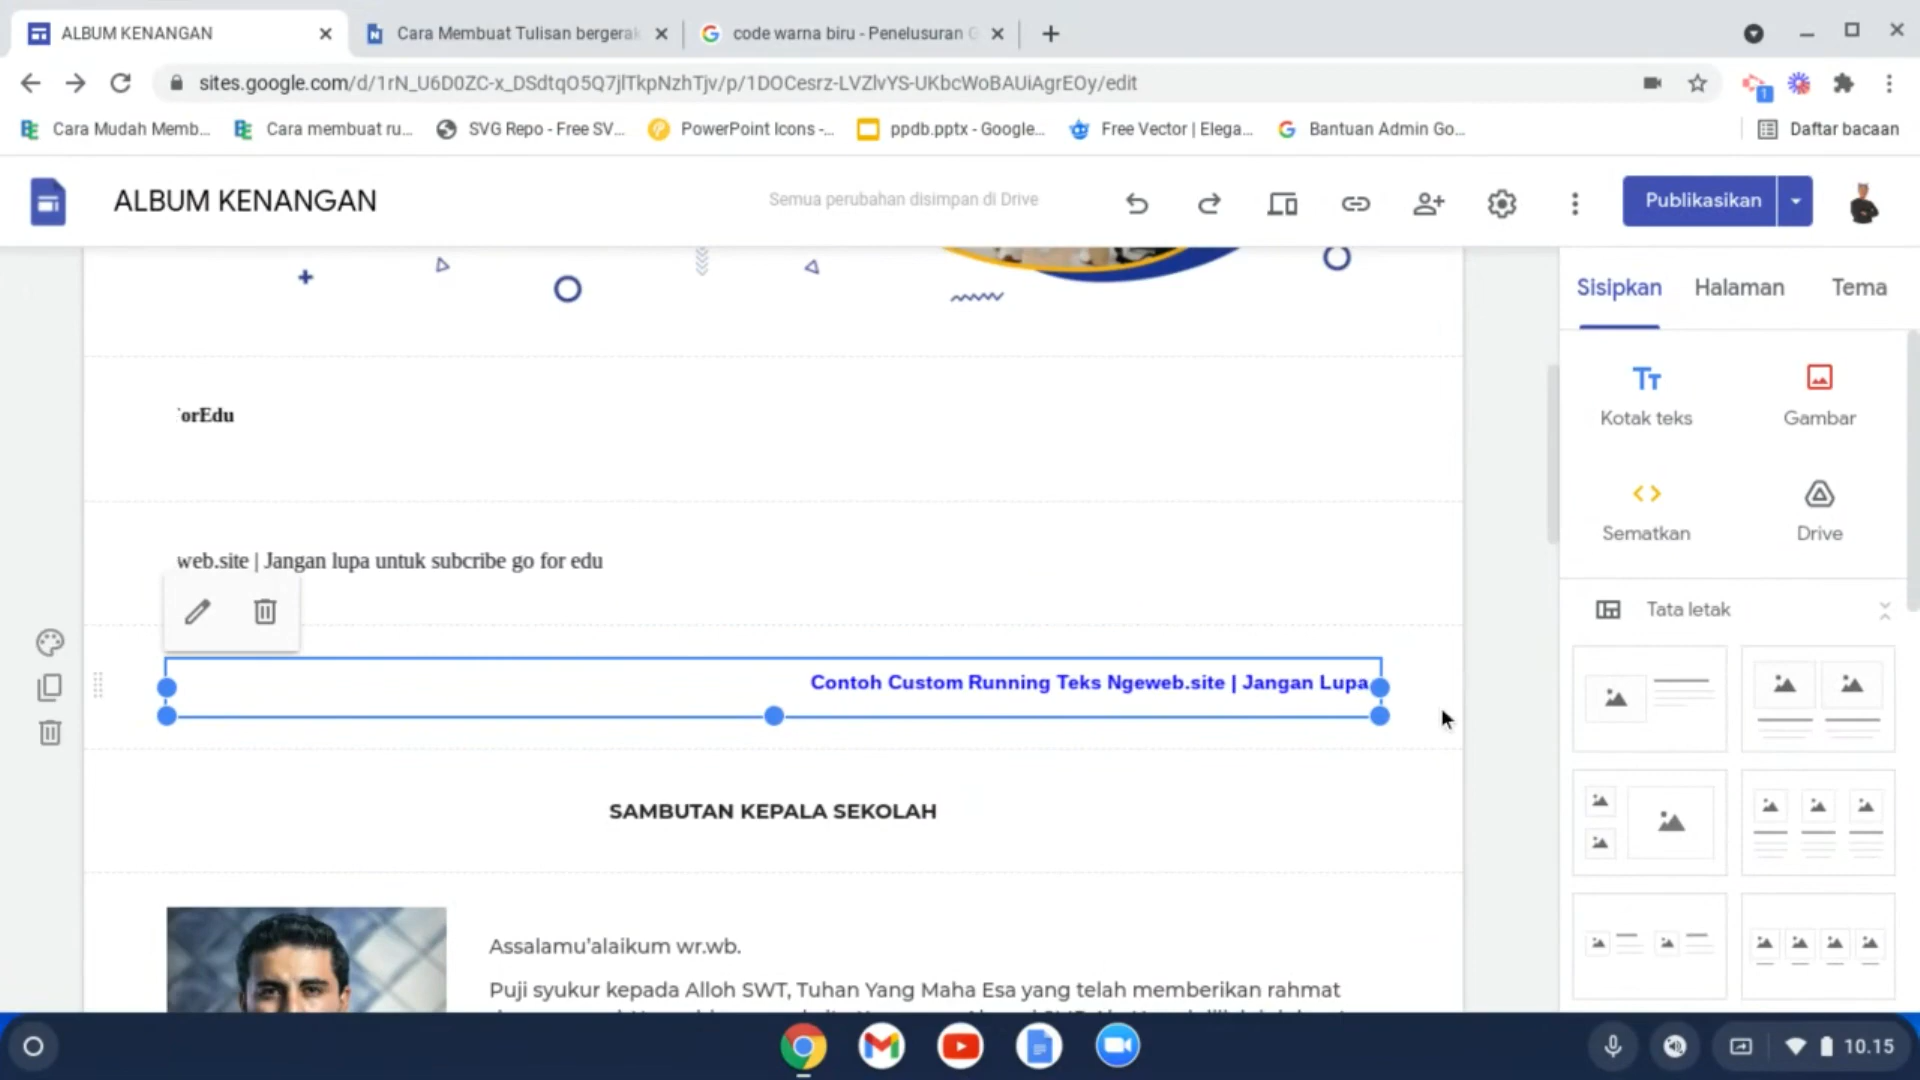 ALBUM KENANGAN
Cara Membuat Tulisan bergerak
code warna biru - Penelusuran G
sites.google.com/d/1rN_U6D0ZC-x_DSdtqO5Q7jlTkpNzhTjv/p/1DOCesrz-LVZlvYS-UKbcWoBAUiAgrEOy/edit
1
Cara Mudah Memb...
Cara membuat ru...
SVG Repo - Free SV...
PowerPoint Icons -...
ppdb.pptx - Google...
Free Vector | Elega...
Bantuan Admin Go...
Daftar bacaan
ALBUM KENANGAN
Semua perubahan disimpan di Drive
Publikasikan
Sisipkan
Halaman
Tema
Kotak teks
Gambar
Sematkan
Drive
Tata letak
orEdu
web.site | Jangan lupa untuk subcribe go for edu
Contoh Custom Running Teks Ngeweb.site | Jangan Lupa
SAMBUTAN KEPALA SEKOLAH
Assalamu’alaikum wr.wb.
Puji syukur kepada Alloh SWT, Tuhan Yang Maha Esa yang telah memberikan rahmat
10.15